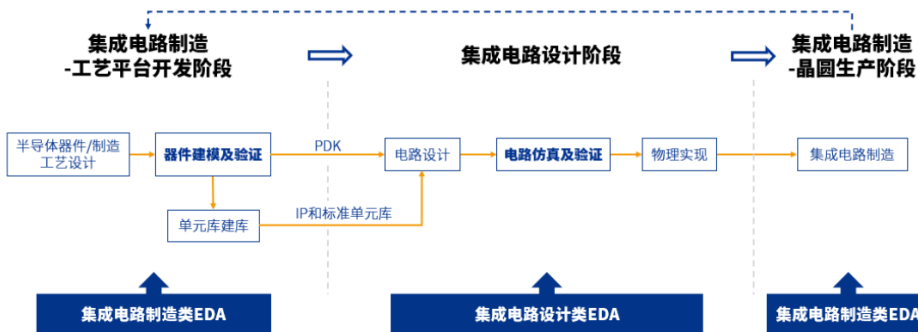 集成电路制造
-工艺平台开发阶段
集成电路设计阶段
集成电路制造
-晶圆生产阶段
半导体器件/制造
工艺设计
器件建模及验证
PDK
电路设计
电路仿真及验证
物理实现
集成电路制造
单元库建库
IP和标准单元库
集成电路制造类EDA
集成电路设计类EDA
集成电路制造类EDA